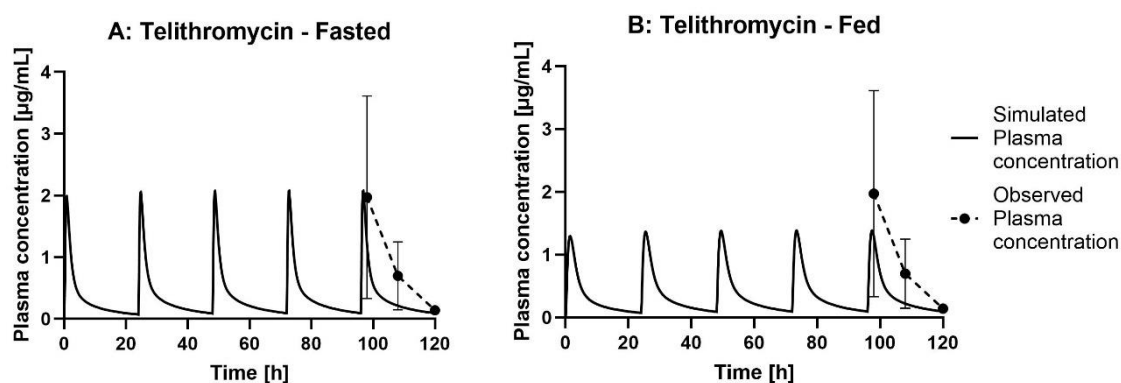 A: Telithromycin - Fasted
Plasma concentration [µg/mL]
4
3
2
1
0
0 20 40 60 80 100 120
Time [h]
B: Telithromycin - Fed
Plasma concentration [µg/mL]
4
3
2
1
0
0 20 40 60 80 100 120
Time [h]
Simulated
Plasma
concentration
Observed
Plasma
concentration